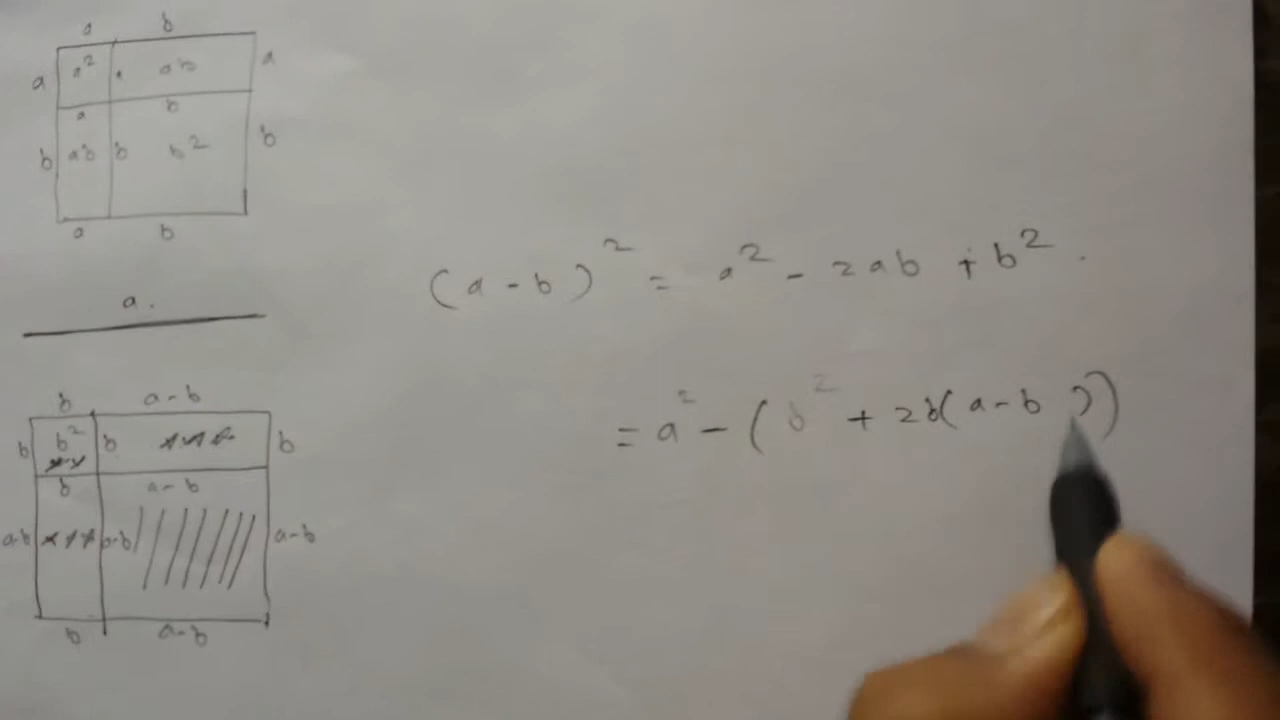 a b
a a² a ab a
a b
b ab b b² b
a b
a.
b a-b
b b² b b
b a-b
a-b a-b a-b
b a-b
(a-b)² = a² - 2ab + b².
= a² - (b² + 2b(a-b))